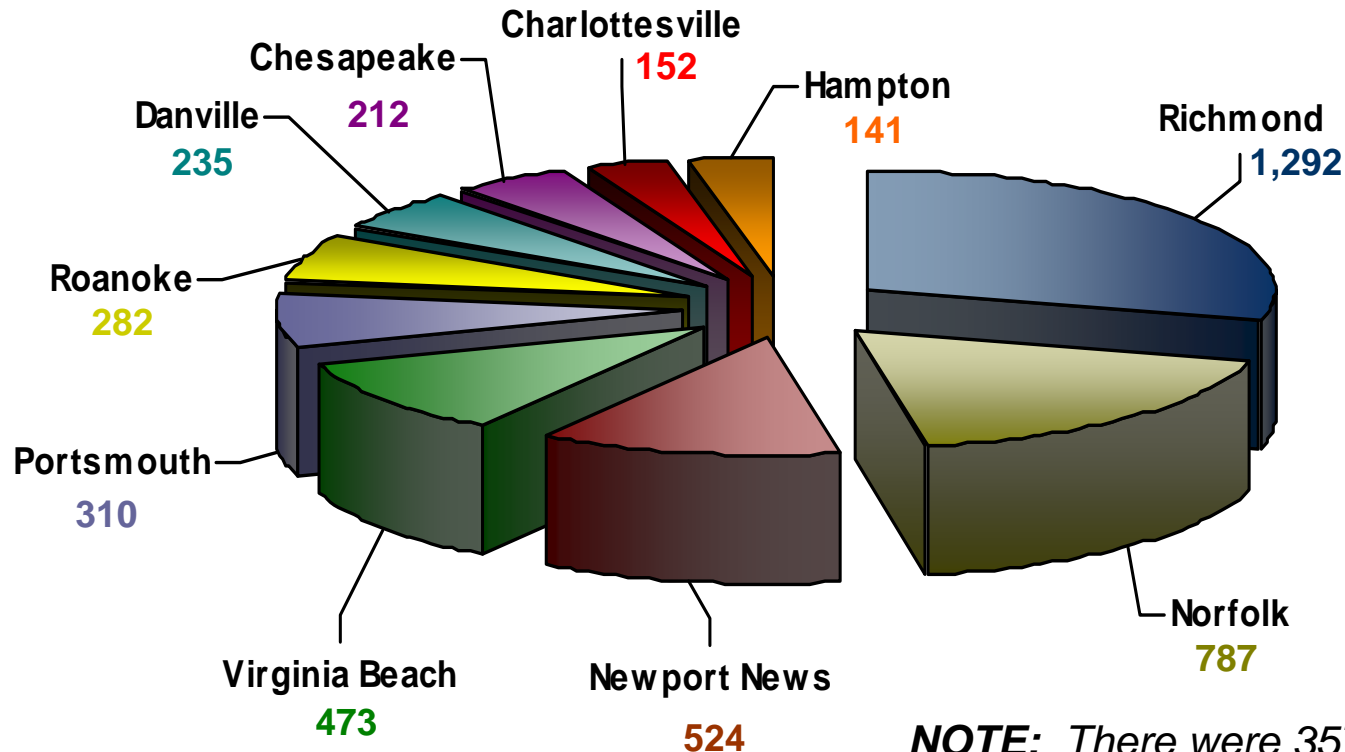 Charlottesville
152
Chesapeake
212
Hampton
141
Danville
235
Richmond
1,292
Roanoke
282
Portsmouth
310
Norfolk
787
Virginia Beach
473
Newport News
524
NOTE: There were